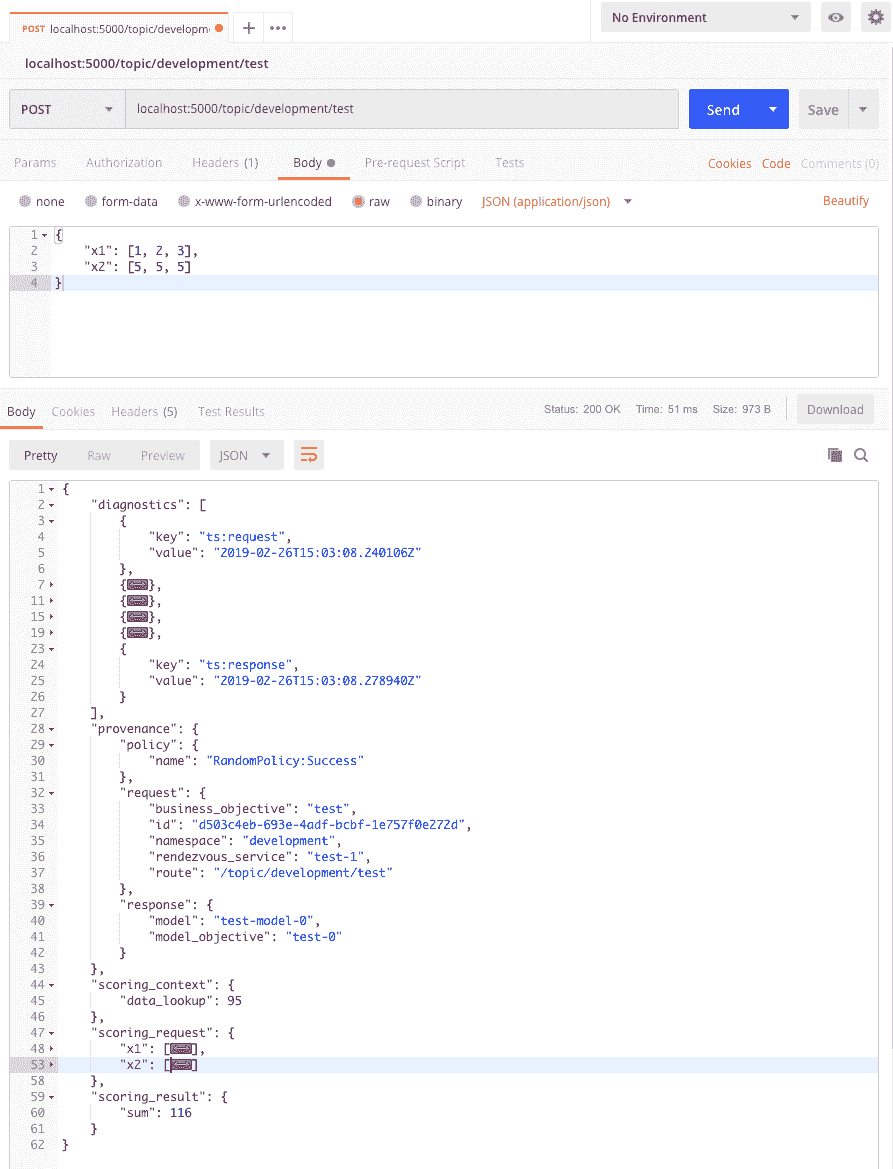 POST localhost:5000/topic/developm
No Environment
localhost:5000/topic/development/test
POST localhost:5000/topic/development/test Send Save
Params Authorization Headers (1) Body Pre-request Script Tests Cookies Code Comments (0)
none form-data x-www-form-urlencoded raw binary JSON (application/json) Beautify
1 {
2 "x1": [1, 2, 3],
3 "x2": [5, 5, 5]
4 }
Body Cookies Headers (5) Test Results Status: 200 OK Time: 51 ms Size: 973 B Download
Pretty Raw Preview JSON
1 {
2 "diagnostics": [
3 {
4 "key": "ts:request",
5 "value": "2019-02-26T15:03:08.240106Z"
6 },
7 {},
11 {},
15 {},
19 {},
23 {
24 "key": "ts:response",
25 "value": "2019-02-26T15:03:08.278940Z"
26 }
27 ],
28 "provenance": {
29 "policy": {
30 "name": "RandomPolicy:Success"
31 },
32 "request": {
33 "business_objective": "test",
34 "id": "d503c4eb-693e-4adf-bcbf-1e757f0e272d",
35 "namespace": "development",
36 "rendezvous_service": "test-1",
37 "route": "/topic/development/test"
38 },
39 "response": {
40 "model": "test-model-0",
41 "model_objective": "test-0"
42 }
43 },
44 "scoring_context": {
45 "data_lookup": 95
46 },
47 "scoring_request": {
48 "x1": [],
53 "x2": []
58 },
59 "scoring_result": {
60 "sum": 116
61 }
62 }